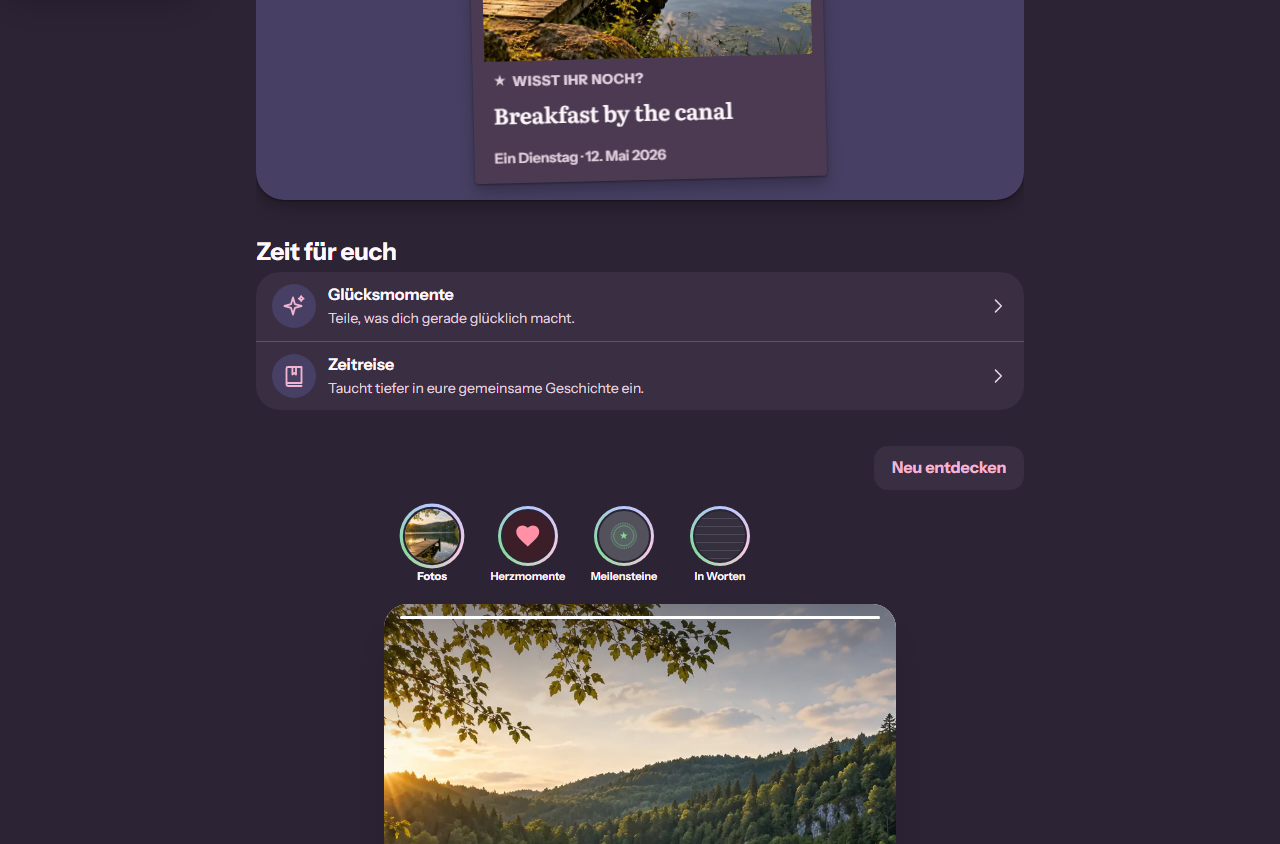 ★ WISST IHR NOCH?
Breakfast by the canal
Ein Dienstag · 12. Mai 2026
Zeit für euch
Glücksmomente
Teile, was dich gerade glücklich macht.
Zeitreise
Taucht tiefer in eure gemeinsame Geschichte ein.
Neu entdecken
Fotos
Herzmomente
Meilensteine
In Worten